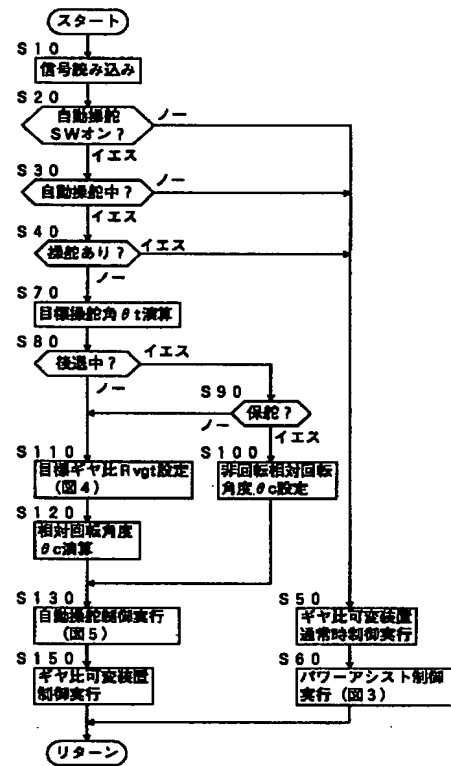 スタート
S10
信号読み込み
S20
自動操舵
SWオン?
ノー
イエス
S30
自動操舵中?
ノー
イエス
S40
操舵あり?
イエス
ノー
S70
目標操舵角θt演算
S80
後退中?
イエス
ノー
S90
保舵?
ノー
イエス
S110
目標ギヤ比Rvgt設定
(図4)
S100
非回転相対回転
角度θc設定
S120
相対回転角度
θc演算
S130
自動操舵制御実行
(図5)
S50
ギヤ比可変装置
通常時制御実行
S150
ギヤ比可変装置
制御実行
S60
パワーアシスト制御
実行(図3)
リターン